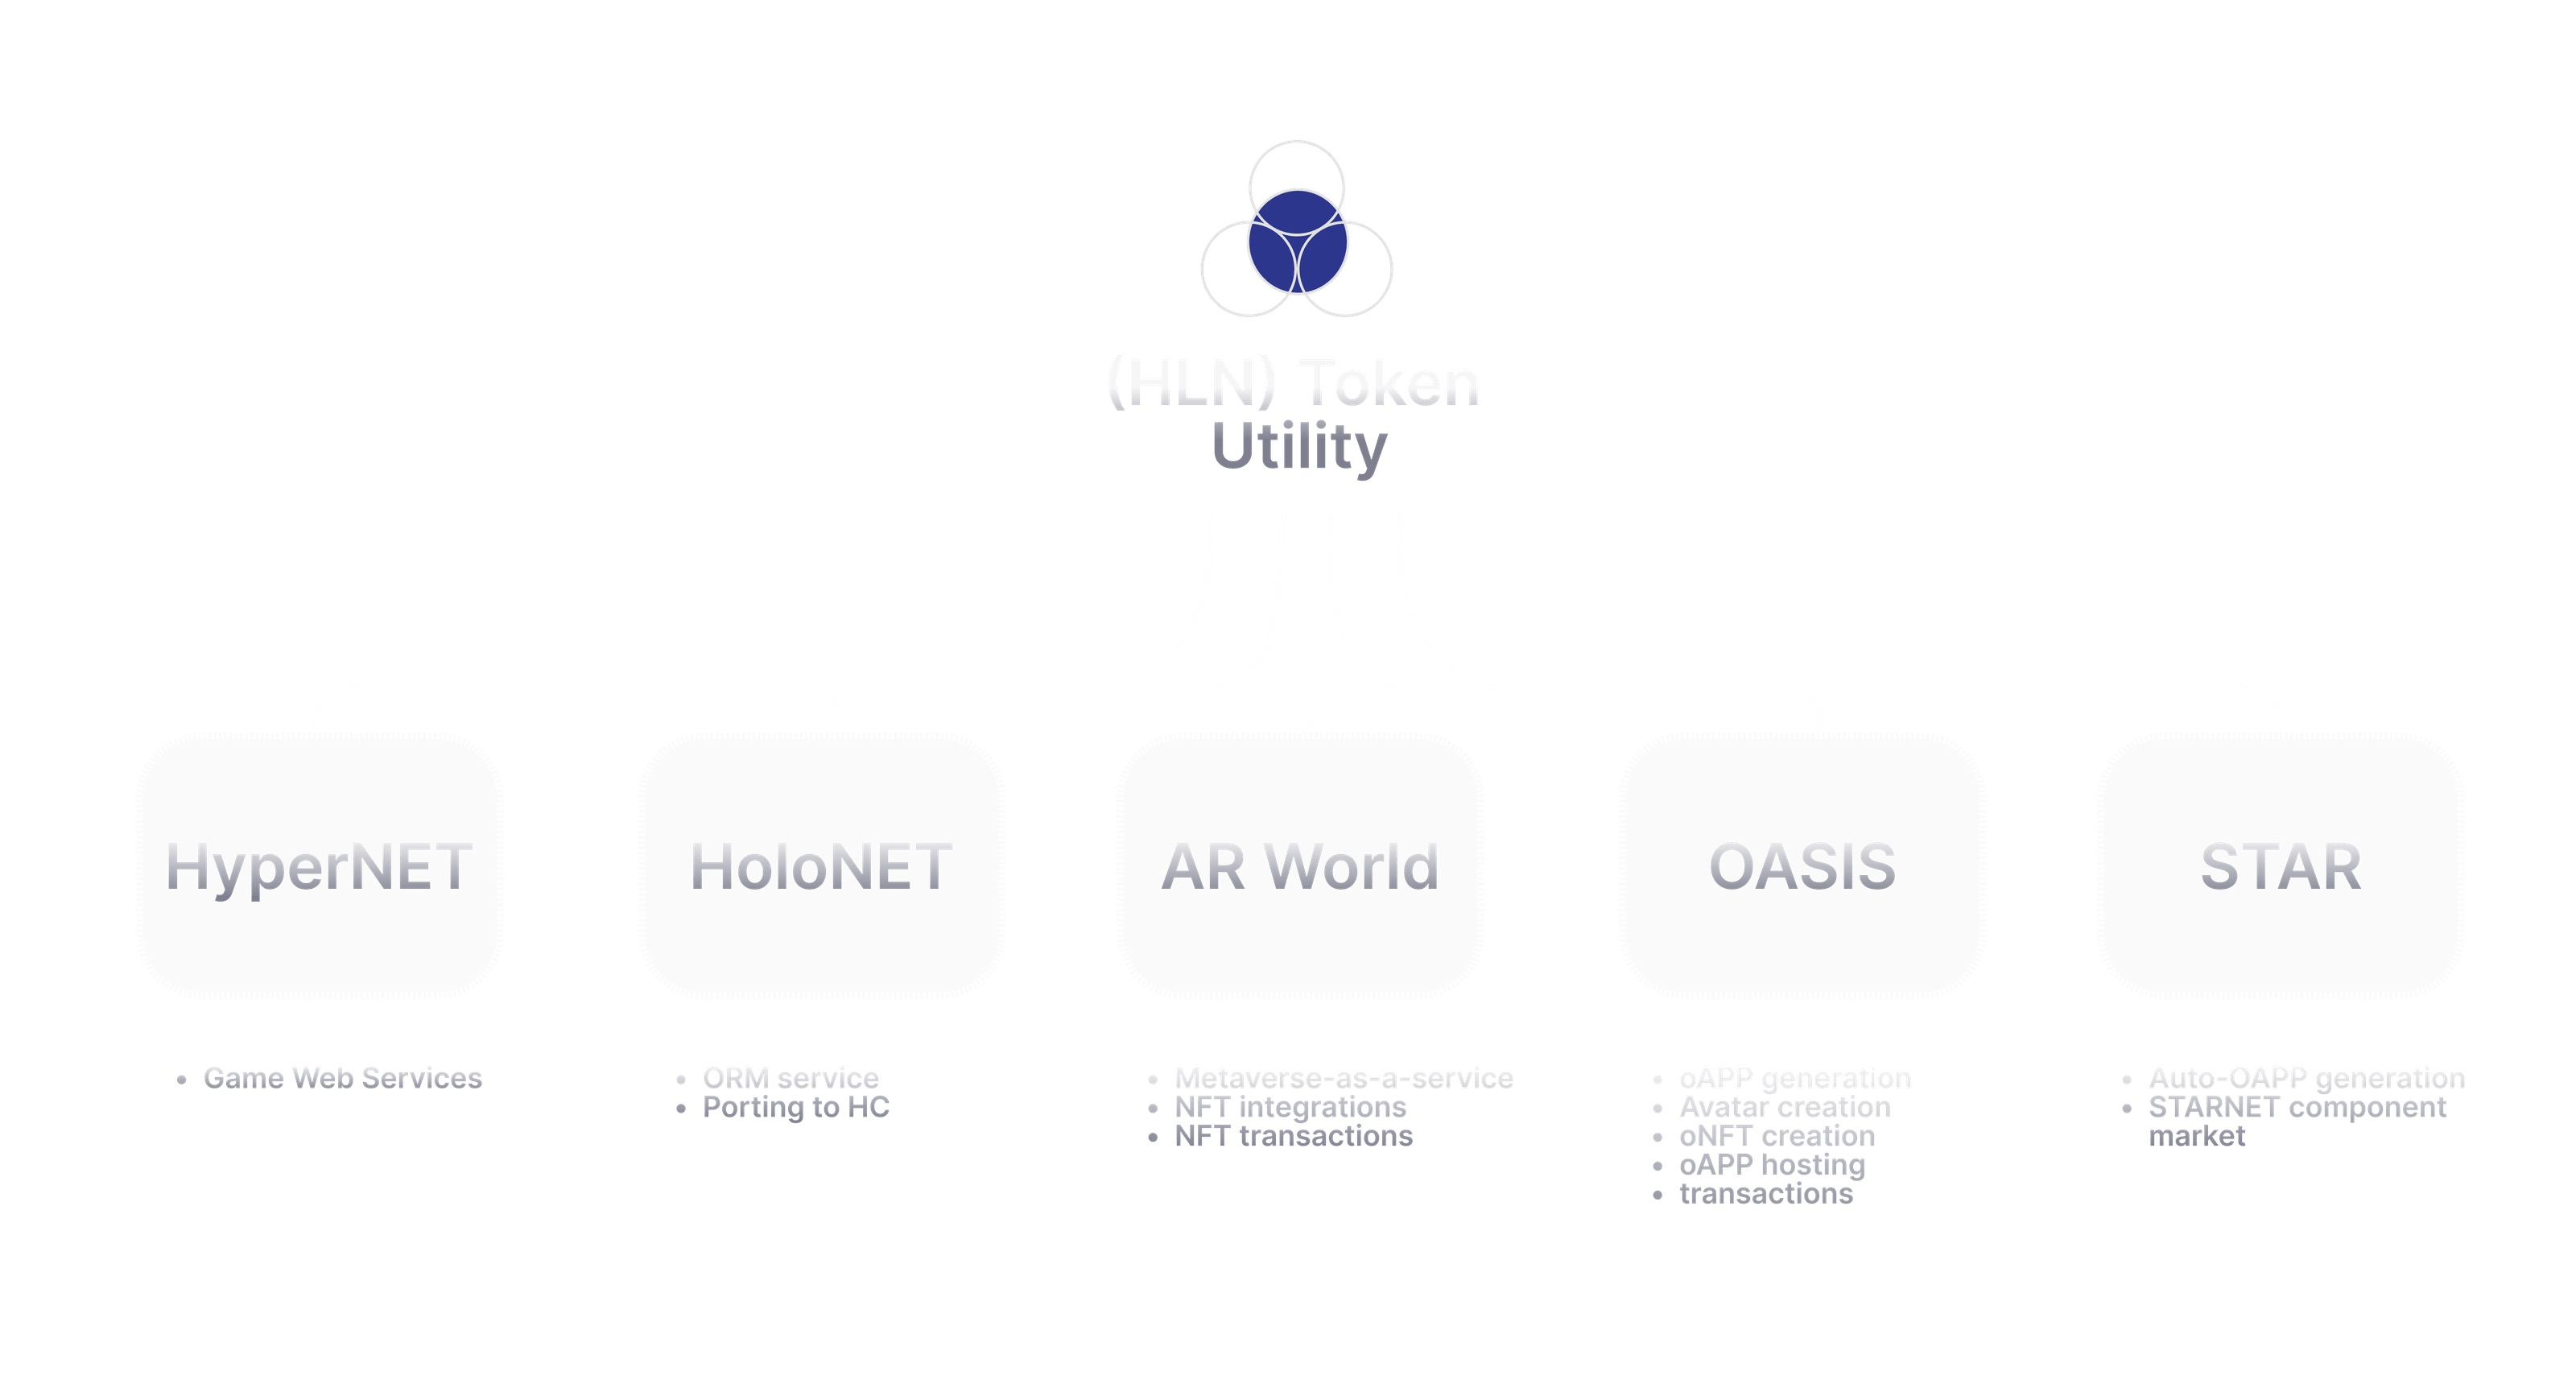 (HLN) Token
Utility
HyperNET
HoloNET
AR World
OASIS
STAR
• Game Web Services
• ORM service
• Porting to HC
• Metaverse-as-a-service
• NFT integrations
• NFT transactions
• oAPP generation
• Avatar creation
• oNFT creation
• oAPP hosting
• transactions
• Auto-OAPP generation
• STARNET component
market